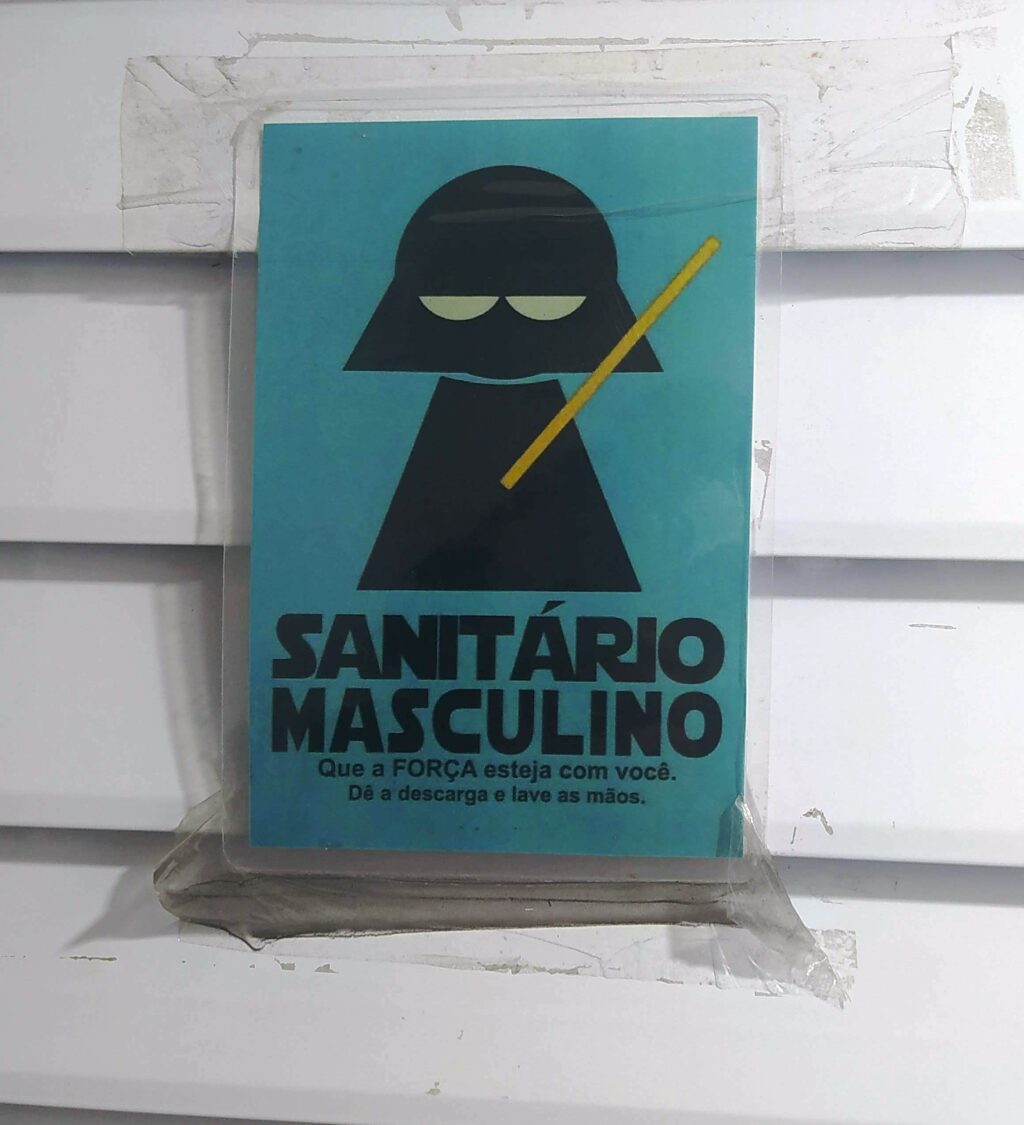 SANITÁRIO
MASCULINO
Que a FORÇA esteja com você.
Dê a descarga e lave as mãos.